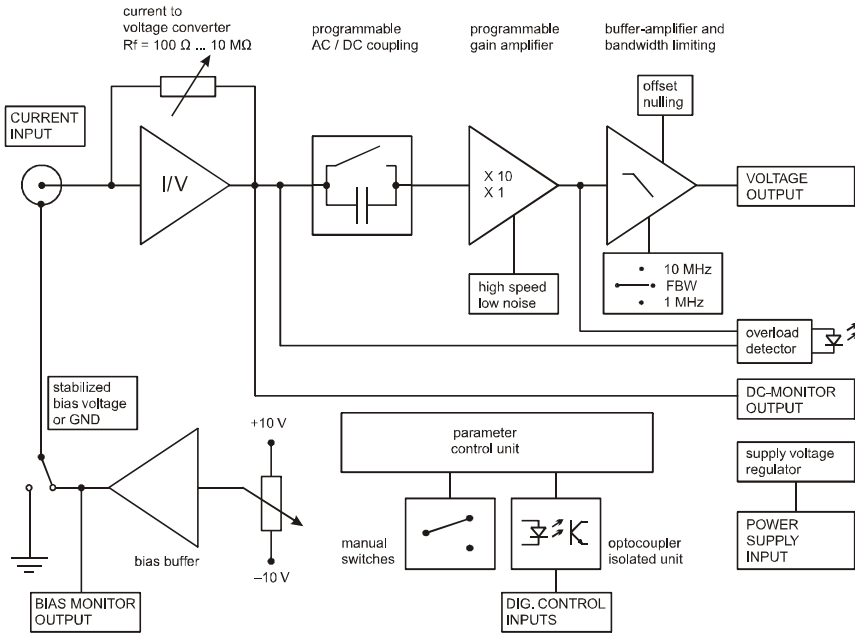 current to
voltage converter
Rf = 100 Ω ... 10 MΩ
programmable
AC / DC coupling
programmable
gain amplifier
buffer-amplifier and
bandwidth limiting
offset
nulling
CURRENT
INPUT
I/V
X 10
X 1
VOLTAGE
OUTPUT
high speed
low noise
10 MHz
FBW
1 MHz
overload
detector
stabilized
bias voltage
or GND
DC-MONITOR
OUTPUT
+10 V
parameter
control unit
supply voltage
regulator
manual
switches
optocoupler
isolated unit
POWER
SUPPLY
INPUT
bias buffer
–10 V
BIAS MONITOR
OUTPUT
DIG. CONTROL
INPUTS